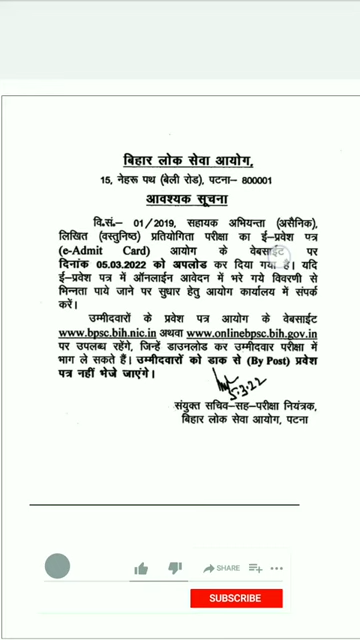 बिहार लोक सेवा आयोग,
15, नेहरू पथ (बेली रोड), पटना– 800001
आवश्यक सूचना
वि.सं.– 01/2019, सहायक अभियन्ता (असैनिक),
लिखित (वस्तुनिष्ठ) प्रतियोगिता परीक्षा का ई–प्रवेश पत्र
(e-Admit Card) आयोग के वेबसाईट पर
दिनांक 05.03.2022 को अपलोड कर दिया गया है। यदि
ई–प्रवेश पत्र में ऑनलाईन आवेदन में भरे गये विवरणी से
भिन्नता पाये जाने पर सुधार हेतु आयोग कार्यालय में संपर्क
करें।
उम्मीदवारों के प्रवेश पत्र आयोग के वेबसाईट
www.bpsc.bih.nic.in अथवा www.onlinebpsc.bih.gov.in
पर उपलब्ध रहेंगे, जिन्हें डाउनलोड कर उम्मीदवार परीक्षा में
भाग ले सकते हैं। उम्मीदवारों को डाक से (By Post) प्रवेश
पत्र नहीं भेजे जाएंगे।
5.3.22
संयुक्त सचिव–सह–परीक्षा नियंत्रक,
बिहार लोक सेवा आयोग, पटना
SHARE
SUBSCRIBE